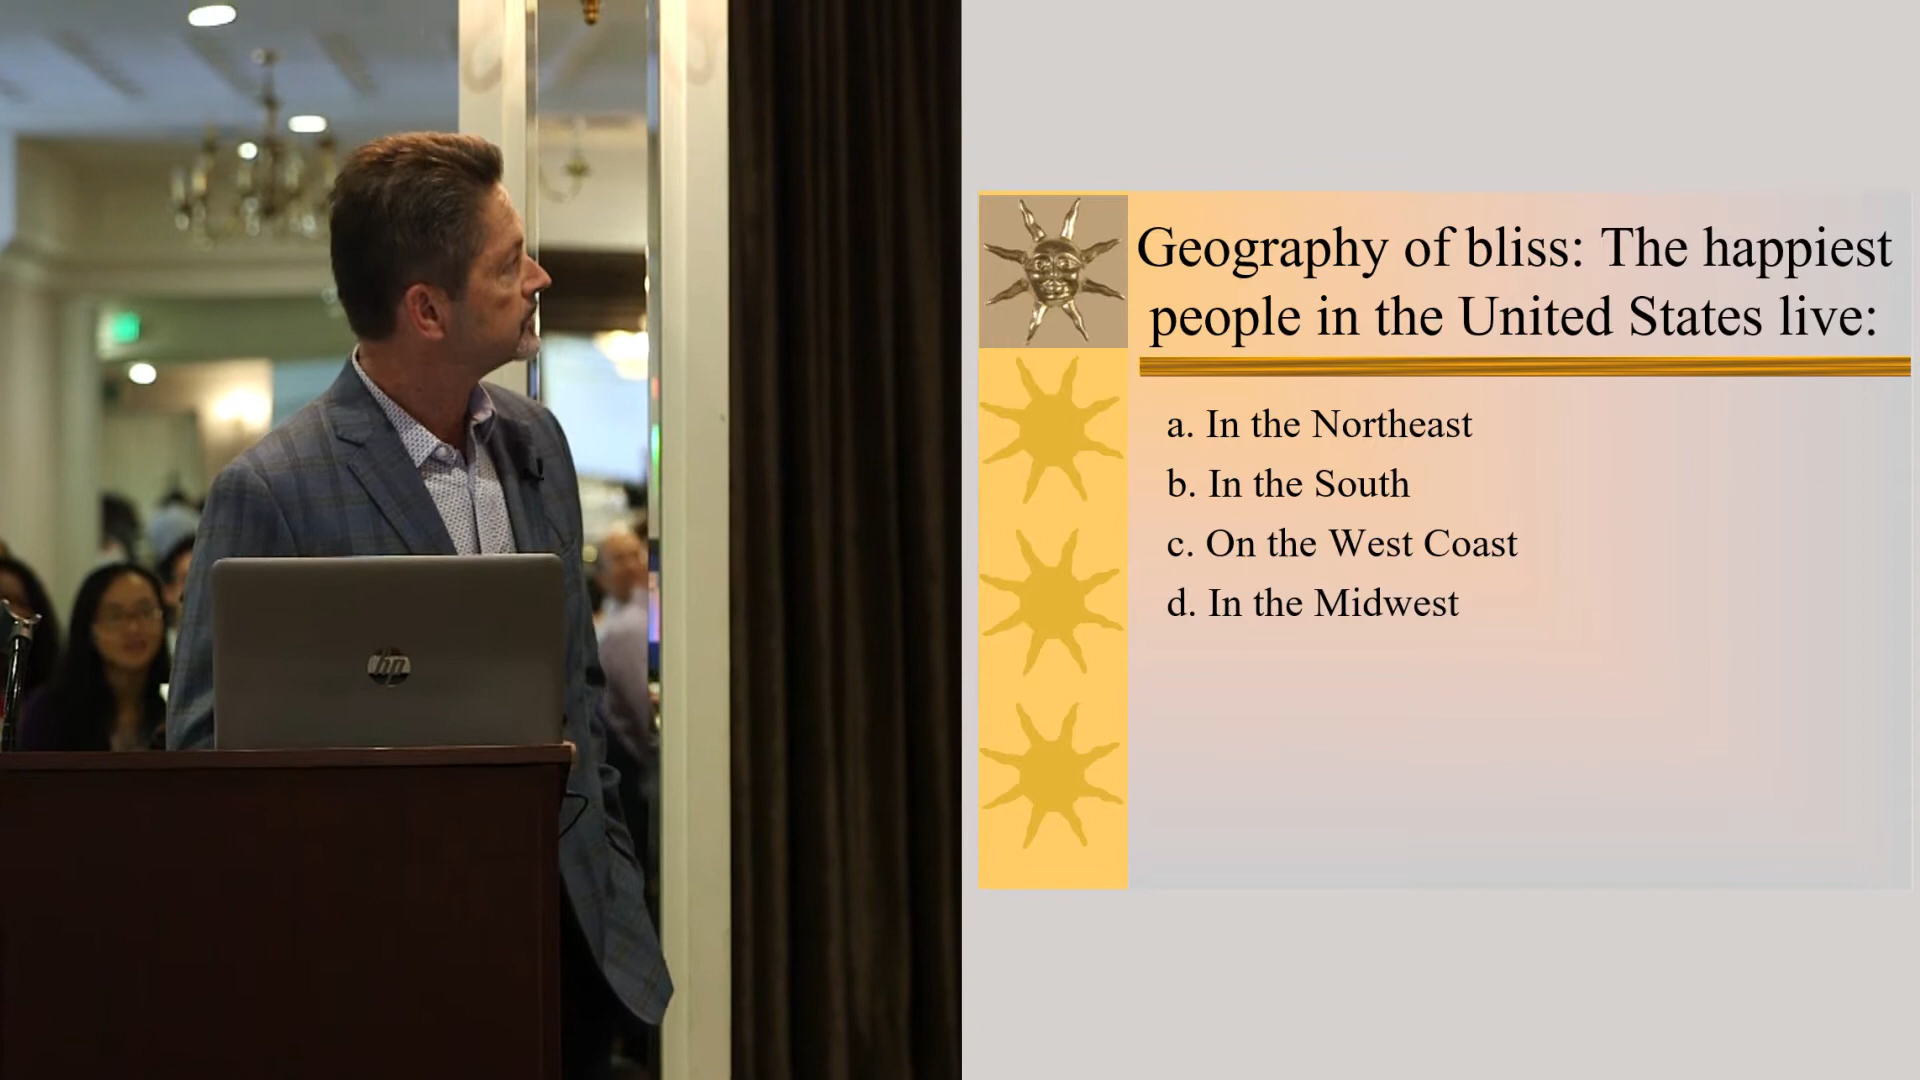 Geography of bliss: The happiest
people in the United States live:
a. In the Northeast
b. In the South
c. On the West Coast
d. In the Midwest
hp